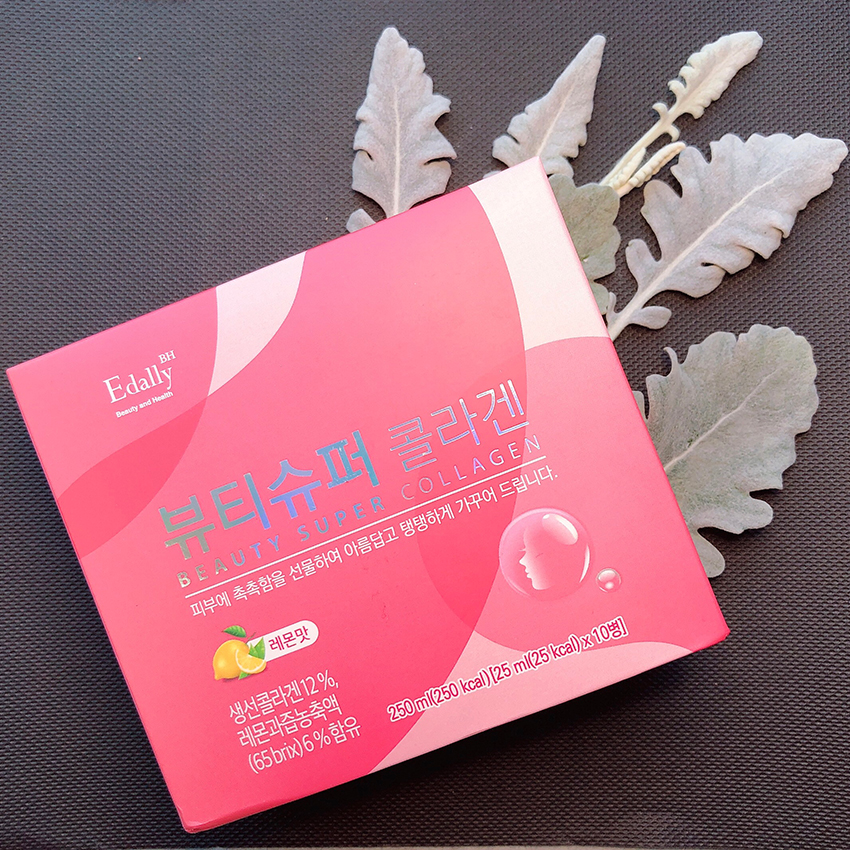 Edally BH
Beauty and Health
뷰티슈퍼 콜라겐
BEAUTY SUPER COLLAGEN
피부에 촉촉함을 선물하여 아름답고 탱탱하게 가꾸어 드립니다.
레몬맛
생선콜라겐 12%,
레몬과즙농축액
(65brix) 6% 함유
250 ml(250 kcal) [25 ml(25 kcal) x 10병]